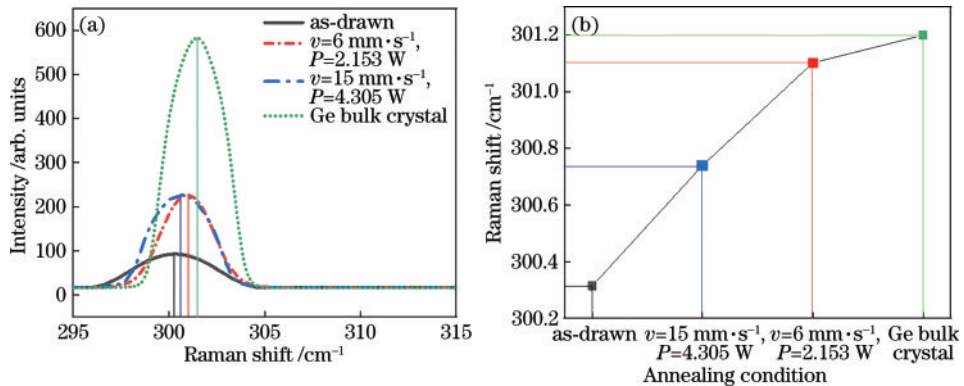 (a)
as-drawn
v=6 mm·s⁻¹,
P=2.153 W
v=15 mm·s⁻¹,
P=4.305 W
Ge bulk crystal
Intensity /arb. units
600
500
400
300
200
100
0
295 300 305 310 315
Raman shift /cm⁻¹
(b)
Raman shift /cm⁻¹
301.2
301.0
300.8
300.6
300.4
300.2
as-drawn v=15 mm·s⁻¹, v=6 mm·s⁻¹, Ge bulk
P=4.305 W P=2.153 W crystal
Annealing condition